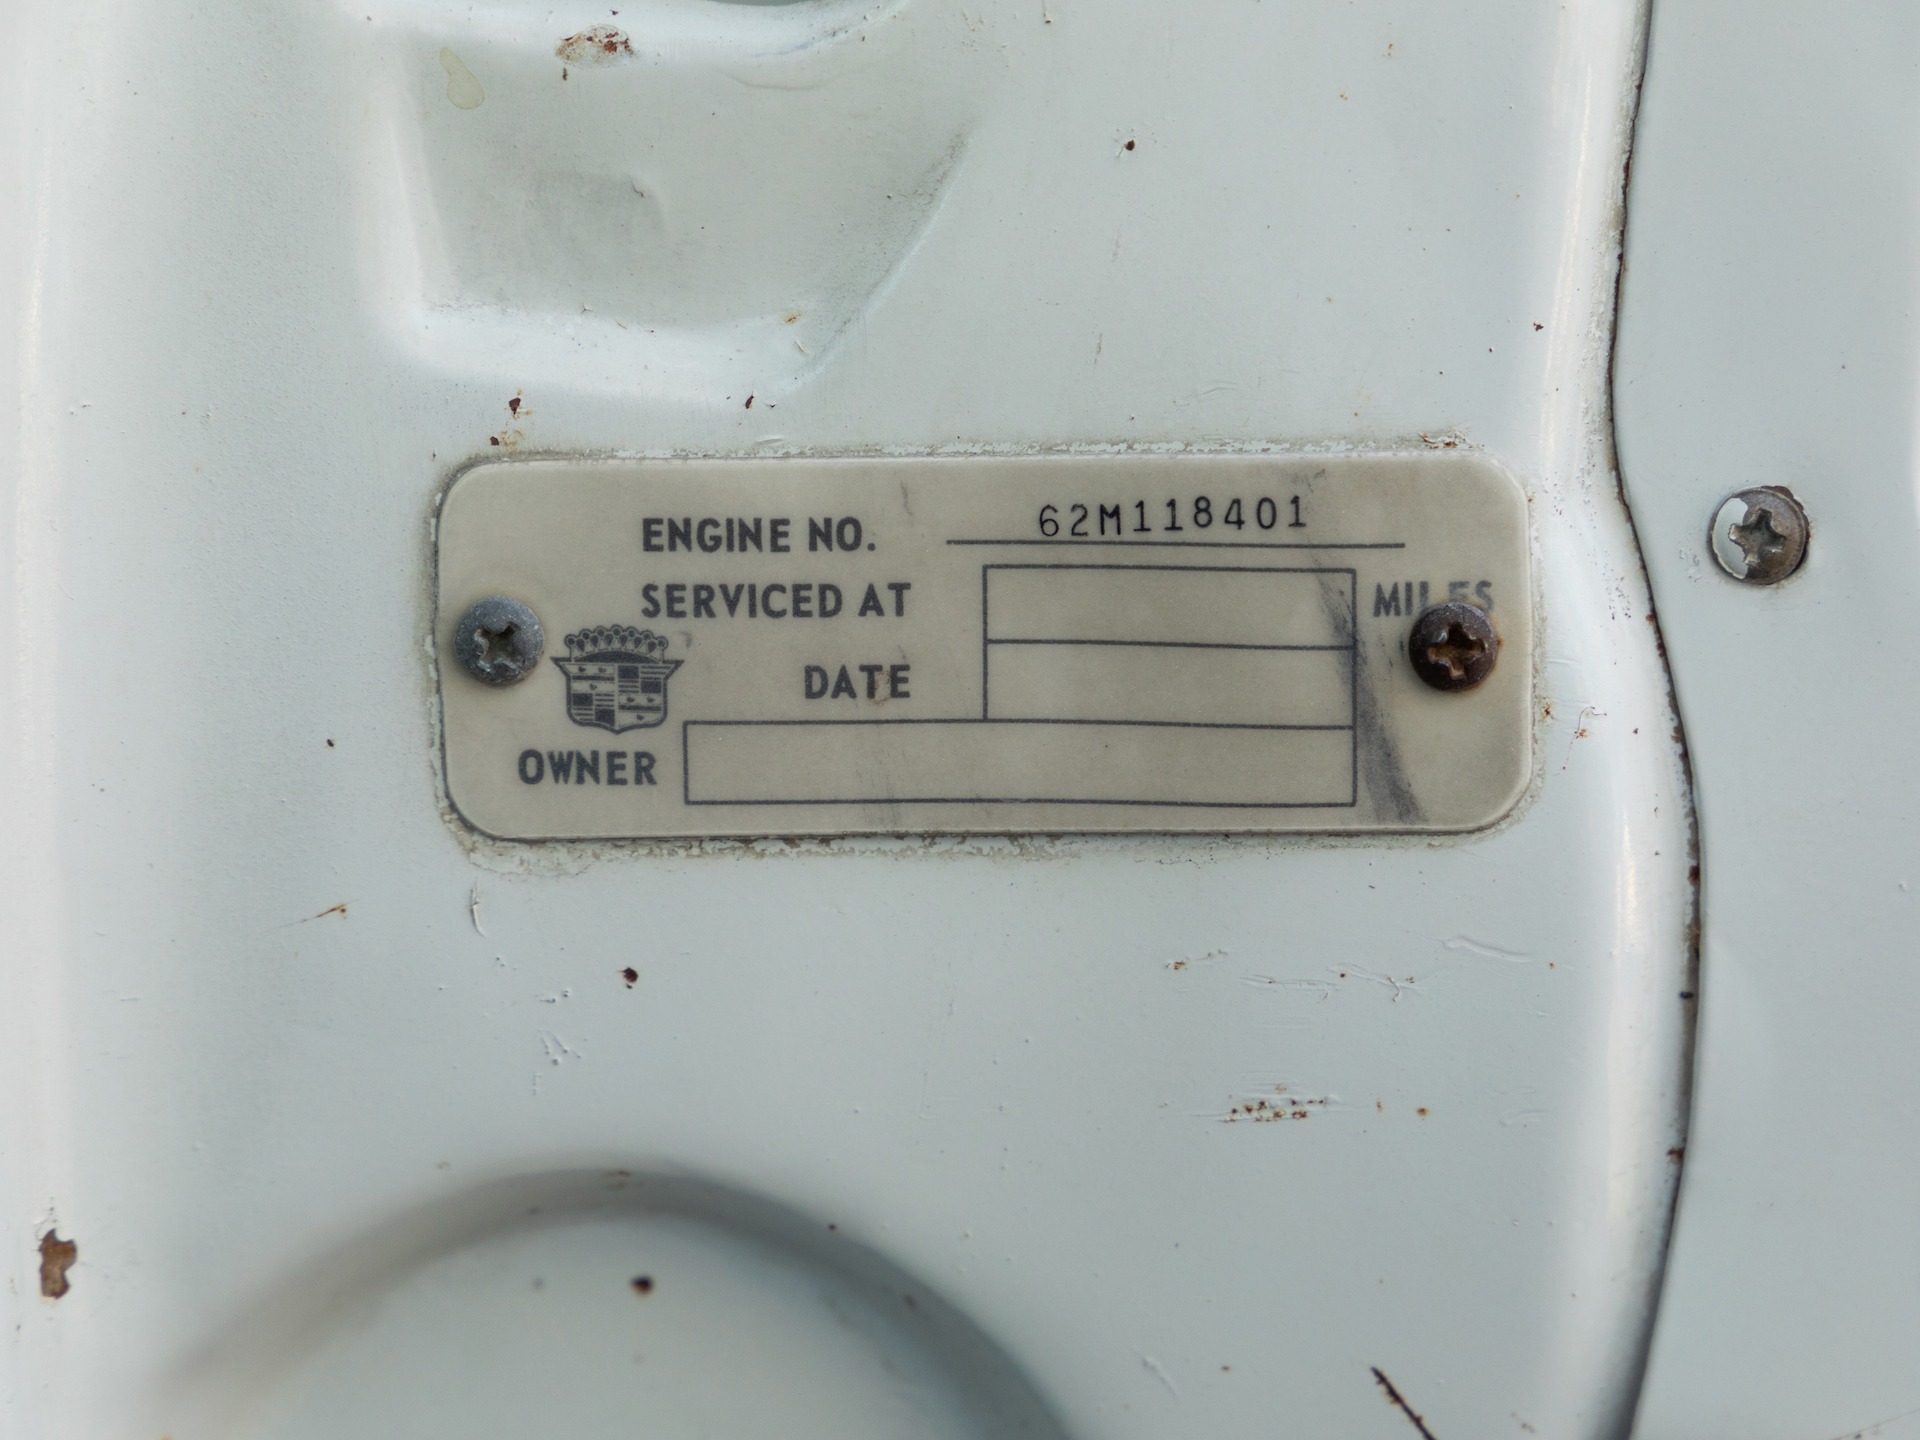 ENGINE NO. 62M118401
SERVICED AT MILES
DATE
OWNER